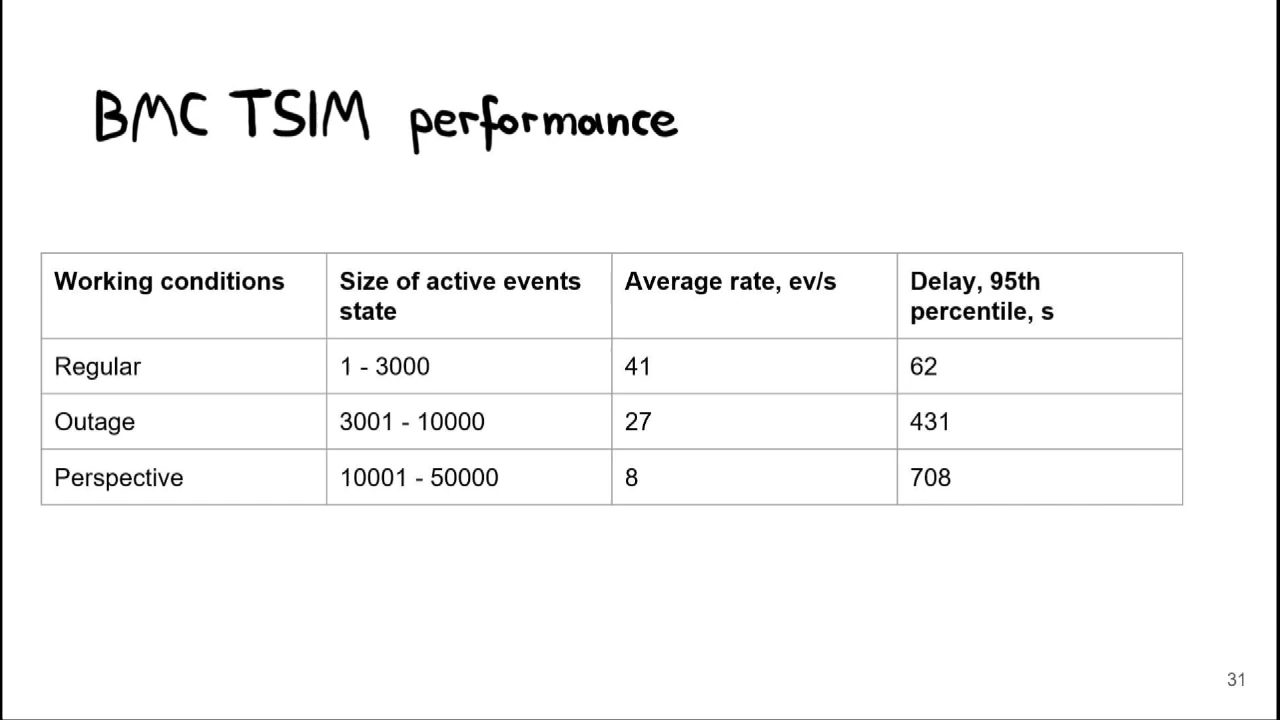 BMC TSIM performance
Working conditions
Size of active events
state
Average rate, ev/s
Delay, 95th
percentile, s
Regular
1 - 3000
41
62
Outage
3001 - 10000
27
431
Perspective
10001 - 50000
8
708
31